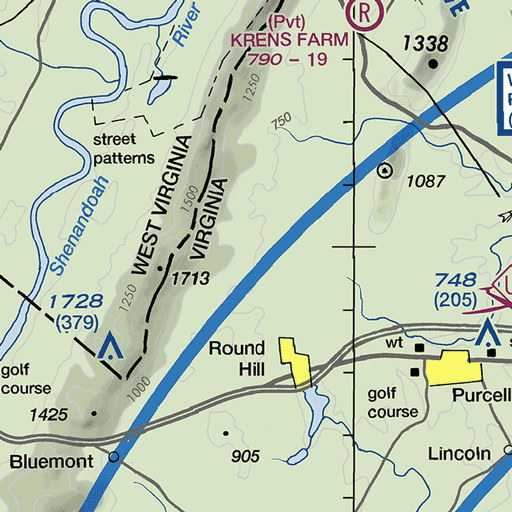 River
(Pvt)
KRENS FARM
790 – 19
R
1338
1250
750
street
patterns
1087
Shenandoah
WEST VIRGINIA
1500
VIRGINIA
1713
1250
1728
(379)
748
(205)
golf
course
1000
Round
Hill
wt
golf
course
Purcell
1425
Bluemont
905
Lincoln